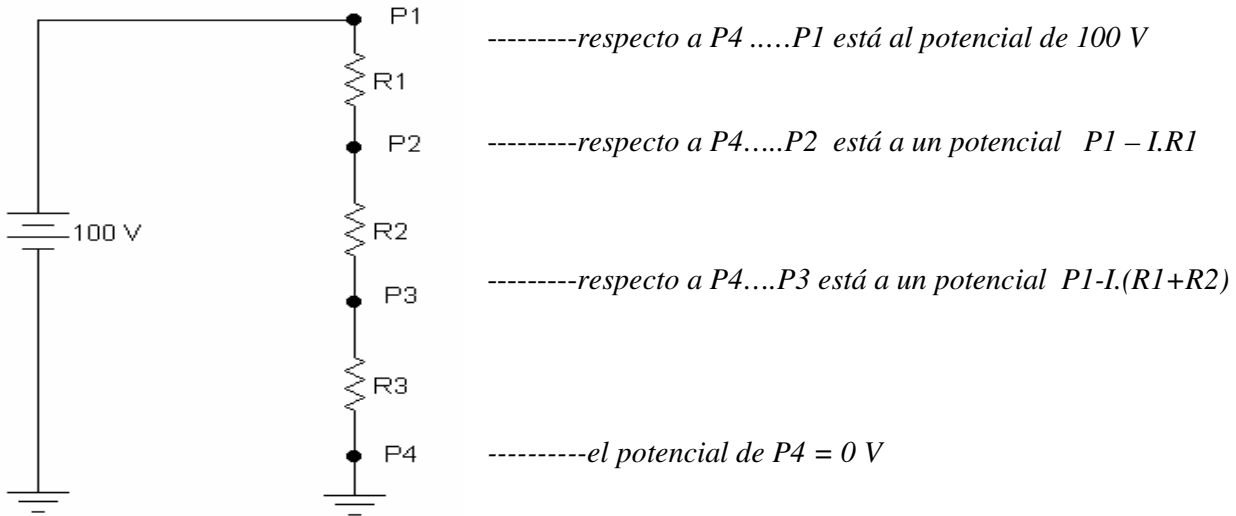 P1
---------respecto a P4 .....P1 está al potencial de 100 V
R1
P2
---------respecto a P4.....P2 está a un potencial P1 – I.R1
100 V
R2
P3
---------respecto a P4....P3 está a un potencial P1-I.(R1+R2)
R3
P4
----------el potencial de P4 = 0 V